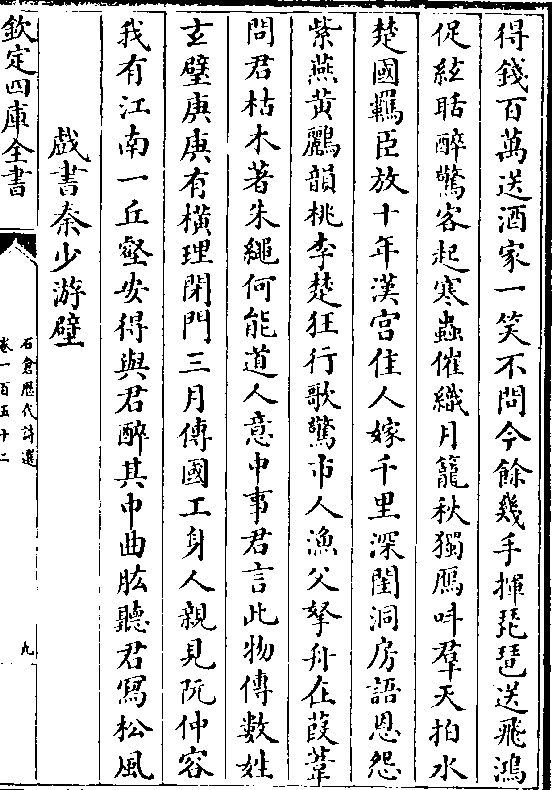 得錢百萬送酒家一笑不問今餘幾手揮琵琶送飛鴻
促絃聒醉驚客起寒蟲催織月籠秋獨鴈叫羣天拍水
楚國羈臣放十年漢宫佳人嫁千里深閨洞房語恩怨
紫燕黃鸝韻桃李楚狂行歌驚市人漁父拏舟在葭葦
問君枯木著朱繩何能道人意中事君言此物傳數姓
玄璧庚庚有横理閉門三月傳國工身人親見阮仲容
我有江南一丘壑安得與君醉其中曲肱聽君寫松風
戲書秦少游壁
欽定四庫全書
石倉歷代詩選
卷一百五十二
九